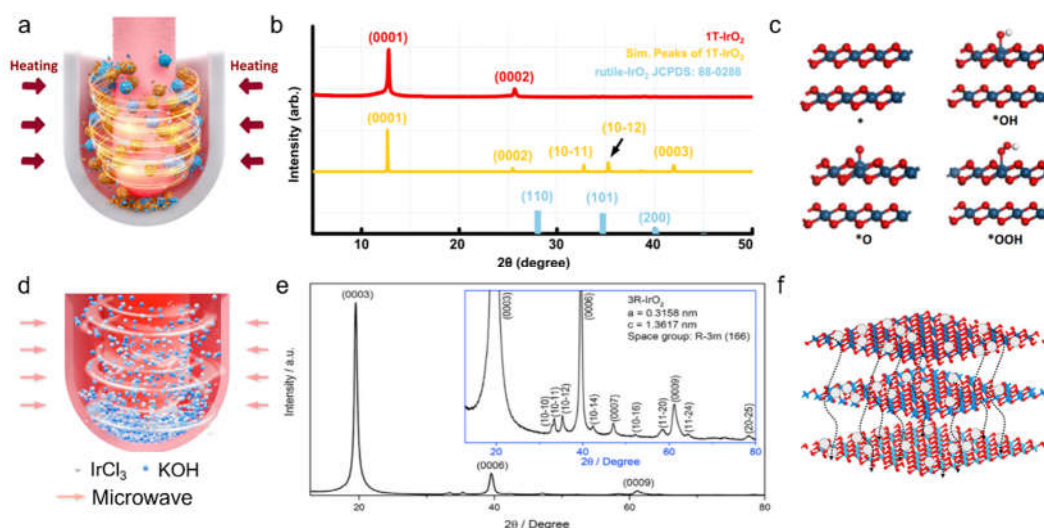 a
Heating
Heating
b
1T-IrO₂
Sim. Peaks of 1T-IrO₂
rutile-IrO₂ JCPDS: 88-0288
(0001)
(0002)
(0001)
(0002)
(10-11)
(10-12)
(0003)
(110)
(101)
(200)
Intensity (arb.)
10
20
30
40
50
2θ (degree)
c
*
*OH
*O
*OOH
d
IrCl₃
KOH
Microwave
e
Intensity / a.u.
(0003)
(0006)
(0009)
20
40
60
80
2θ / Degree
3R-IrO₂
a = 0.3158 nm
c = 1.3617 nm
Space group: R-3m (166)
(0003)
(10-10)
(10-11)
(10-12)
(0006)
(10-14)
(0007)
(10-16)
(11-20)
(0009)
(11-24)
(20-25)
20
40
60
80
2θ / Degree
f